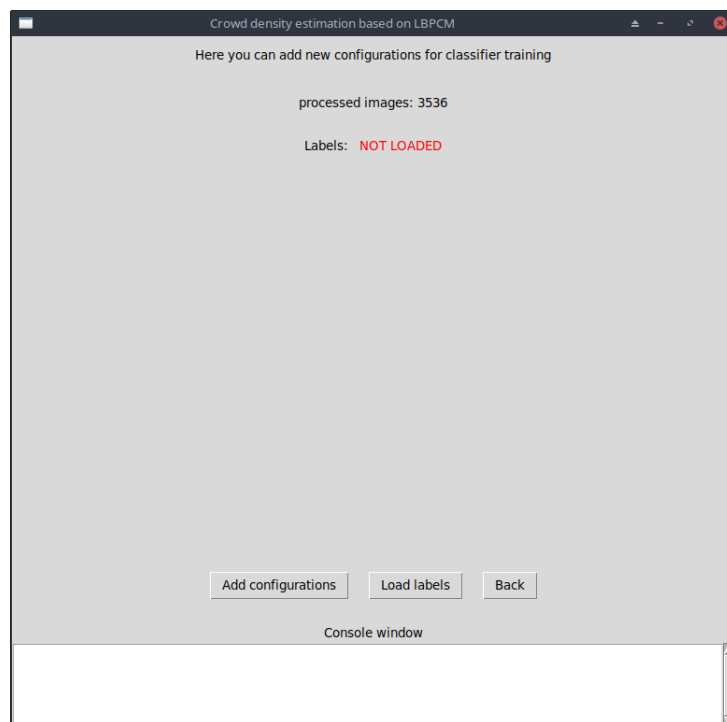 Crowd density estimation based on LBPCM
Here you can add new configurations for classifier training
processed images: 3536
Labels: NOT LOADED
Add configurations Load labels Back
Console window